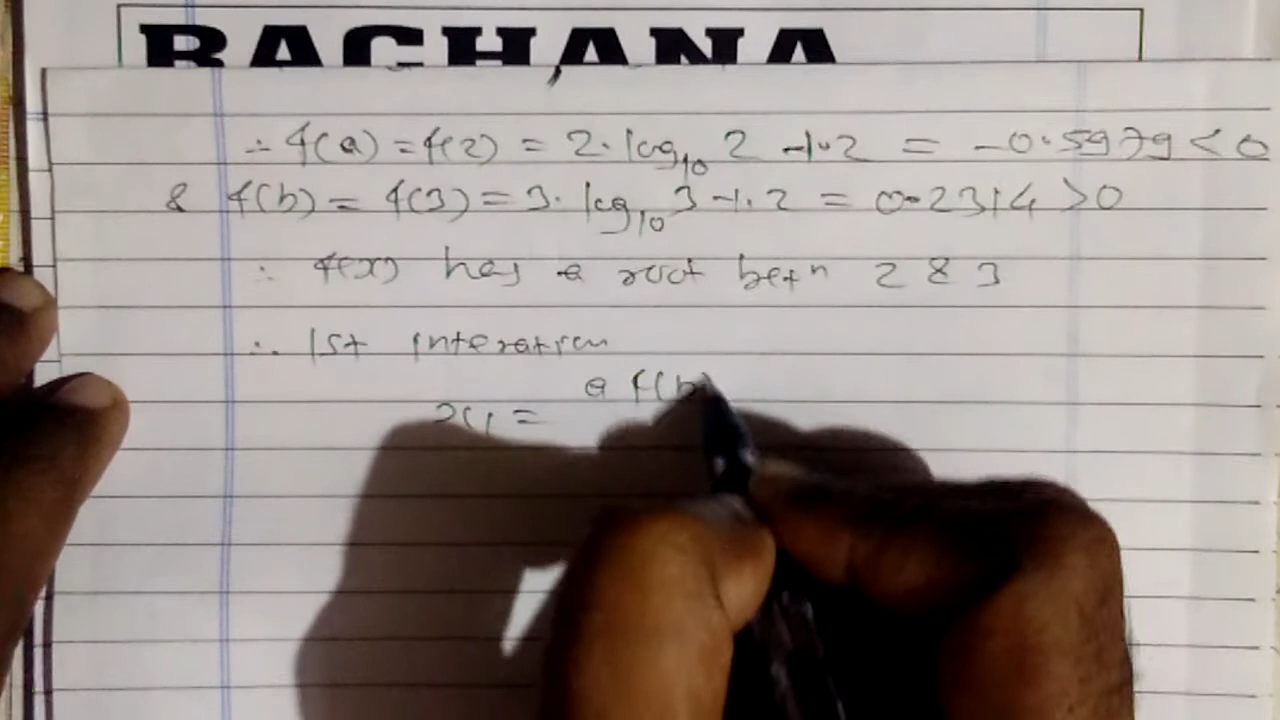 RACHANA
∴ f(a) = f(2) = 2. log₁₀ 2 -1.2 = -0.5979 < 0
& f(b) = f(3) = 3. log₁₀ 3 -1.2 = 0.2314 > 0
∴ f(x) has a root betn 2 & 3
∴ 1st interation
x₁ = a f(b)